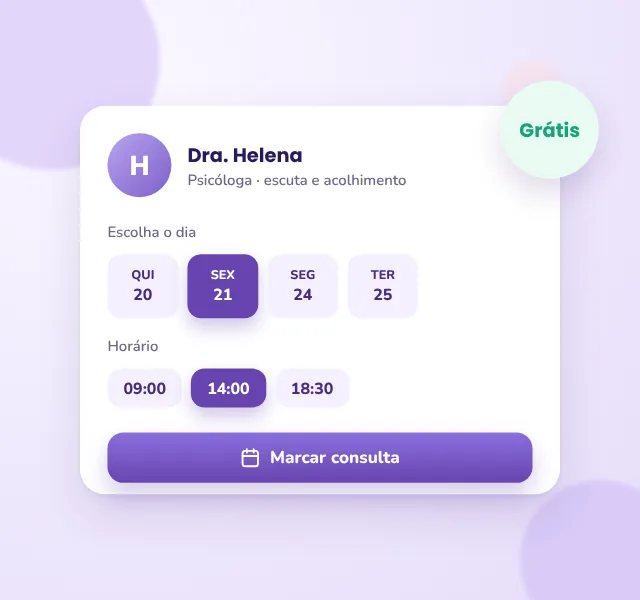 Grátis
H
Dra. Helena
Psicóloga · escuta e acolhimento
Escolha o dia
QUI SEX SEG TER
20 21 24 25
Horário
09:00 14:00 18:30
Marcar consulta